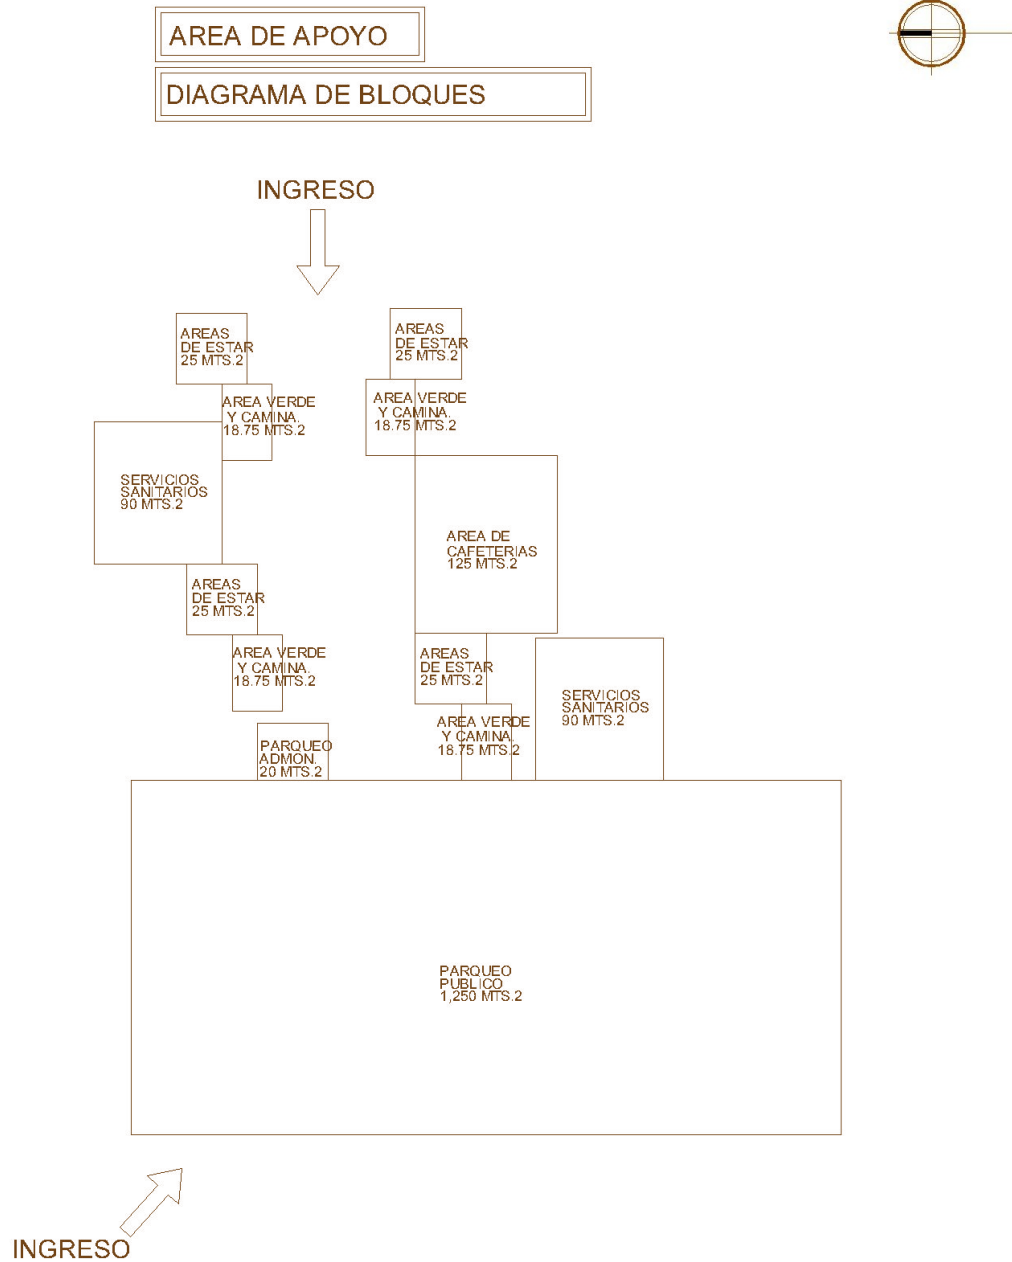 AREA DE APOYO
DIAGRAMA DE BLOQUES
INGRESO
AREAS
DE ESTAR
25 MTS.2
AREAS
DE ESTAR
25 MTS.2
AREA VERDE
Y CAMINA.
18.75 MTS.2
AREA VERDE
Y CAMINA.
18.75 MTS.2
SERVICIOS
SANITARIOS
90 MTS.2
AREA DE
CAFETERIAS
125 MTS.2
AREAS
DE ESTAR
25 MTS.2
AREA VERDE
Y CAMINA.
18.75 MTS.2
AREAS
DE ESTAR
25 MTS.2
SERVICIOS
SANITARIOS
90 MTS.2
AREA VERDE
Y CAMINA.
18.75 MTS.2
PARQUEO
ADMON.
20 MTS.2
PARQUEO
PUBLICO
1,250 MTS.2
INGRESO